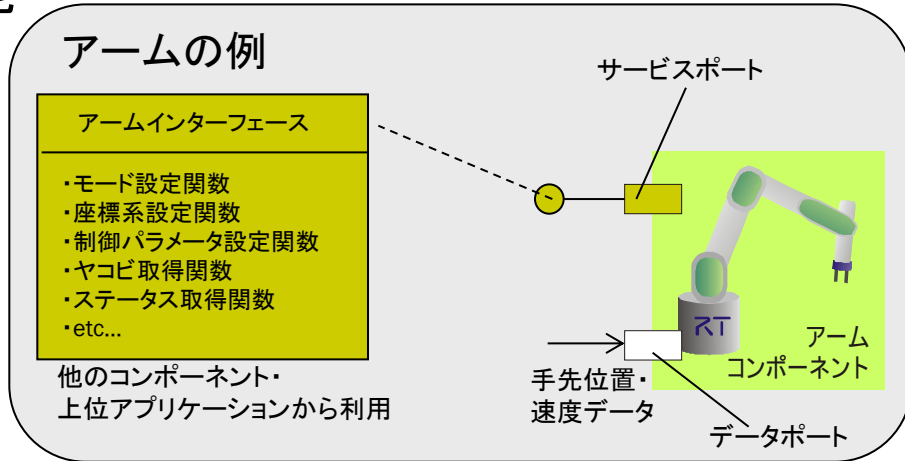 アームの例
アームインターフェース
・モード設定関数
・座標系設定関数
・制御パラメータ設定関数
・ヤコビ取得関数
・ステータス取得関数
・etc...
他のコンポーネント・
上位アプリケーションから利用
サービスポート
RT
アーム
コンポーネント
手先位置・
速度データ
データポート